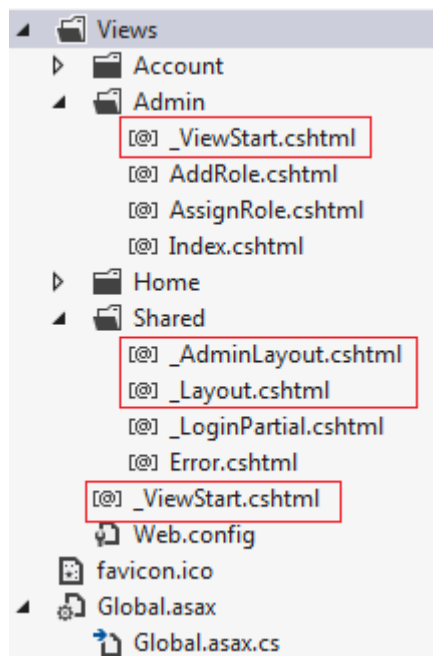 Views
Account
Admin
[@] _ViewStart.cshtml
[@] AddRole.cshtml
[@] AssignRole.cshtml
[@] Index.cshtml
Home
Shared
[@] _AdminLayout.cshtml
[@] _Layout.cshtml
[@] _LoginPartial.cshtml
[@] Error.cshtml
[@] _ViewStart.cshtml
Web.config
favicon.ico
Global.asax
Global.asax.cs